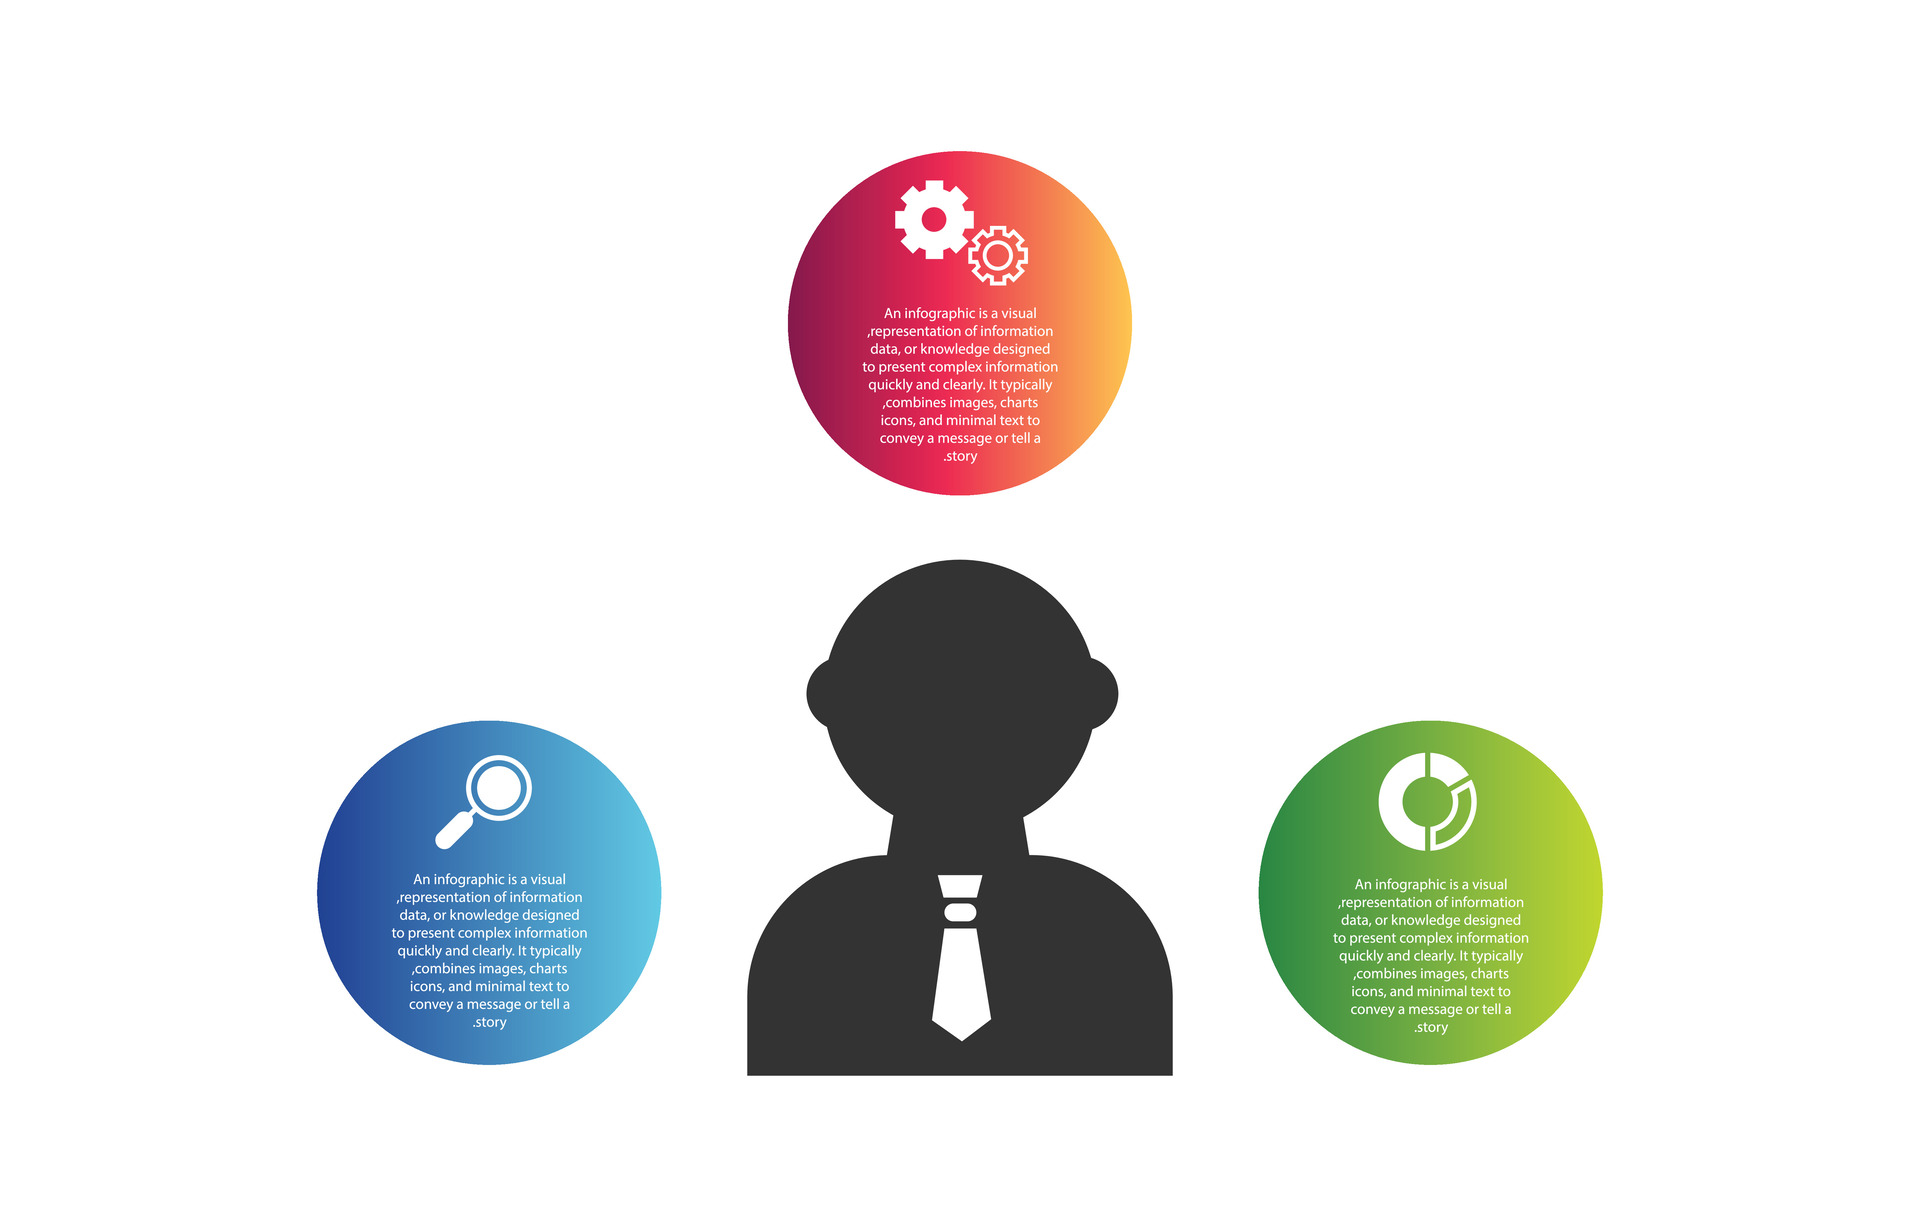 An infographic is a visual
,representation of information
data, or knowledge designed
to present complex information
quickly and clearly. It typically
,combines images, charts
icons, and minimal text to
convey a message or tell a
.story
An infographic is a visual
,representation of information
data, or knowledge designed
to present complex information
quickly and clearly. It typically
,combines images, charts
icons, and minimal text to
convey a message or tell a
.story
An infographic is a visual
,representation of information
data, or knowledge designed
to present complex information
quickly and clearly. It typically
,combines images, charts
icons, and minimal text to
convey a message or tell a
.story